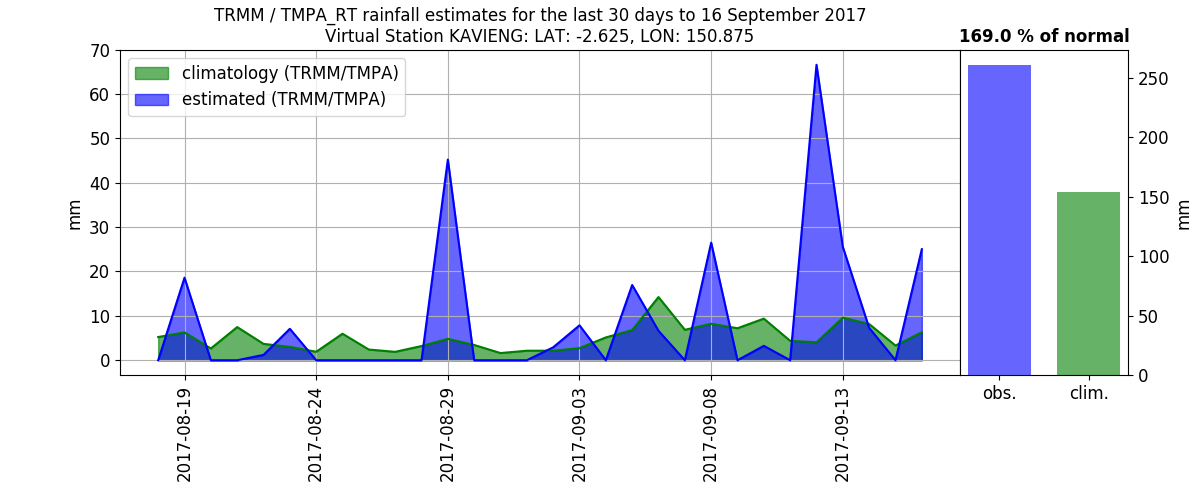 TRMM / TMPA_RT rainfall estimates for the last 30 days to 16 September 2017
Virtual Station KAVIENG: LAT: -2.625, LON: 150.875
169.0 % of normal
climatology (TRMM/TMPA)
estimated (TRMM/TMPA)
mm
70
60
50
40
30
20
10
0
2017-08-19
2017-08-24
2017-08-29
2017-09-03
2017-09-08
2017-09-13
250
200
150
100
50
0
mm
obs.
clim.